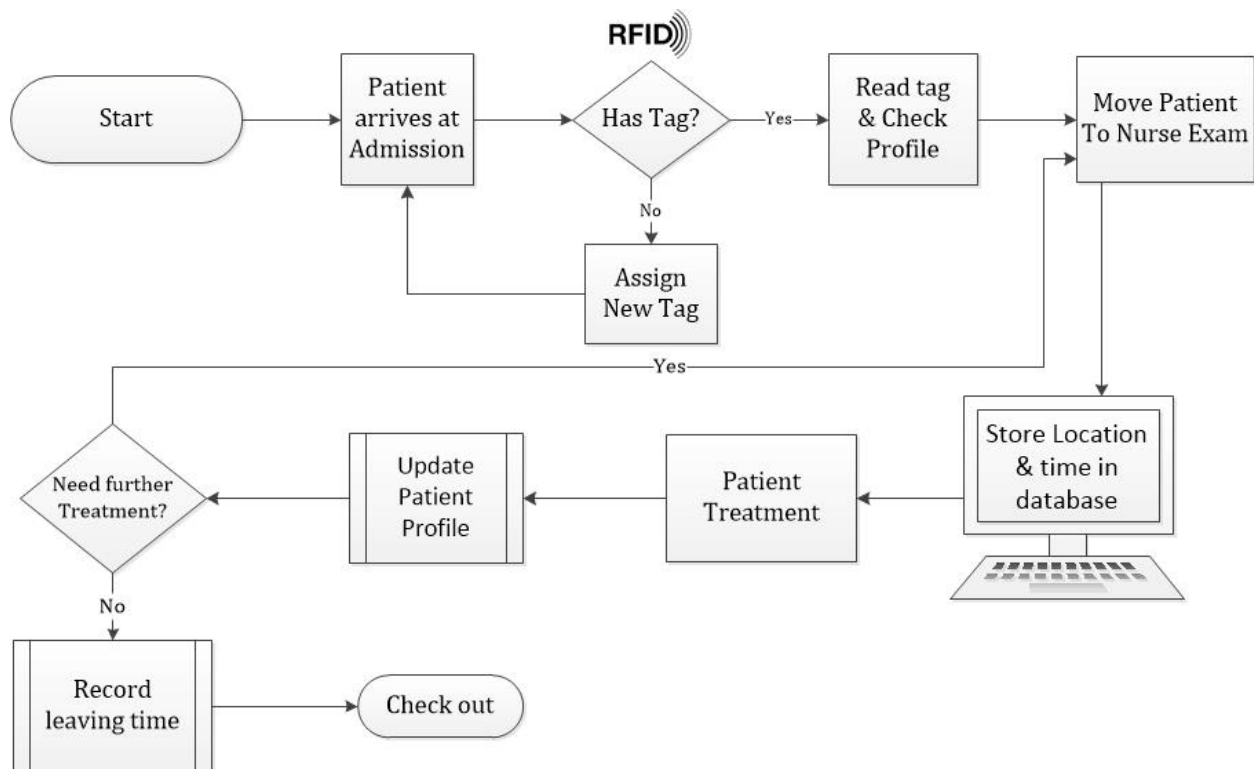 RFID
Start
Patient
arrives at
Admission
Has Tag?
Yes
Read tag
& Check
Profile
Move Patient
To Nurse Exam
No
Assign
New Tag
Yes
Need further
Treatment?
Update
Patient
Profile
Patient
Treatment
Store Location
& time in
database
No
Record
leaving time
Check out